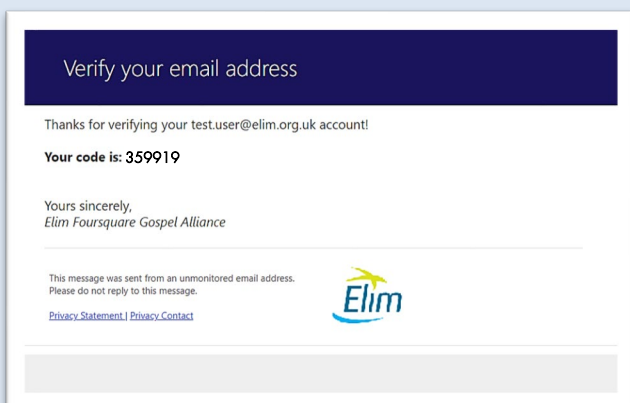 Verify your email address
Thanks for verifying your test.user@elim.org.uk account!
Your code is: 359919
Yours sincerely,
Elim Foursquare Gospel Alliance
This message was sent from an unmonitored email address.
Please do not reply to this message.
Privacy Statement | Privacy Contact
Elim